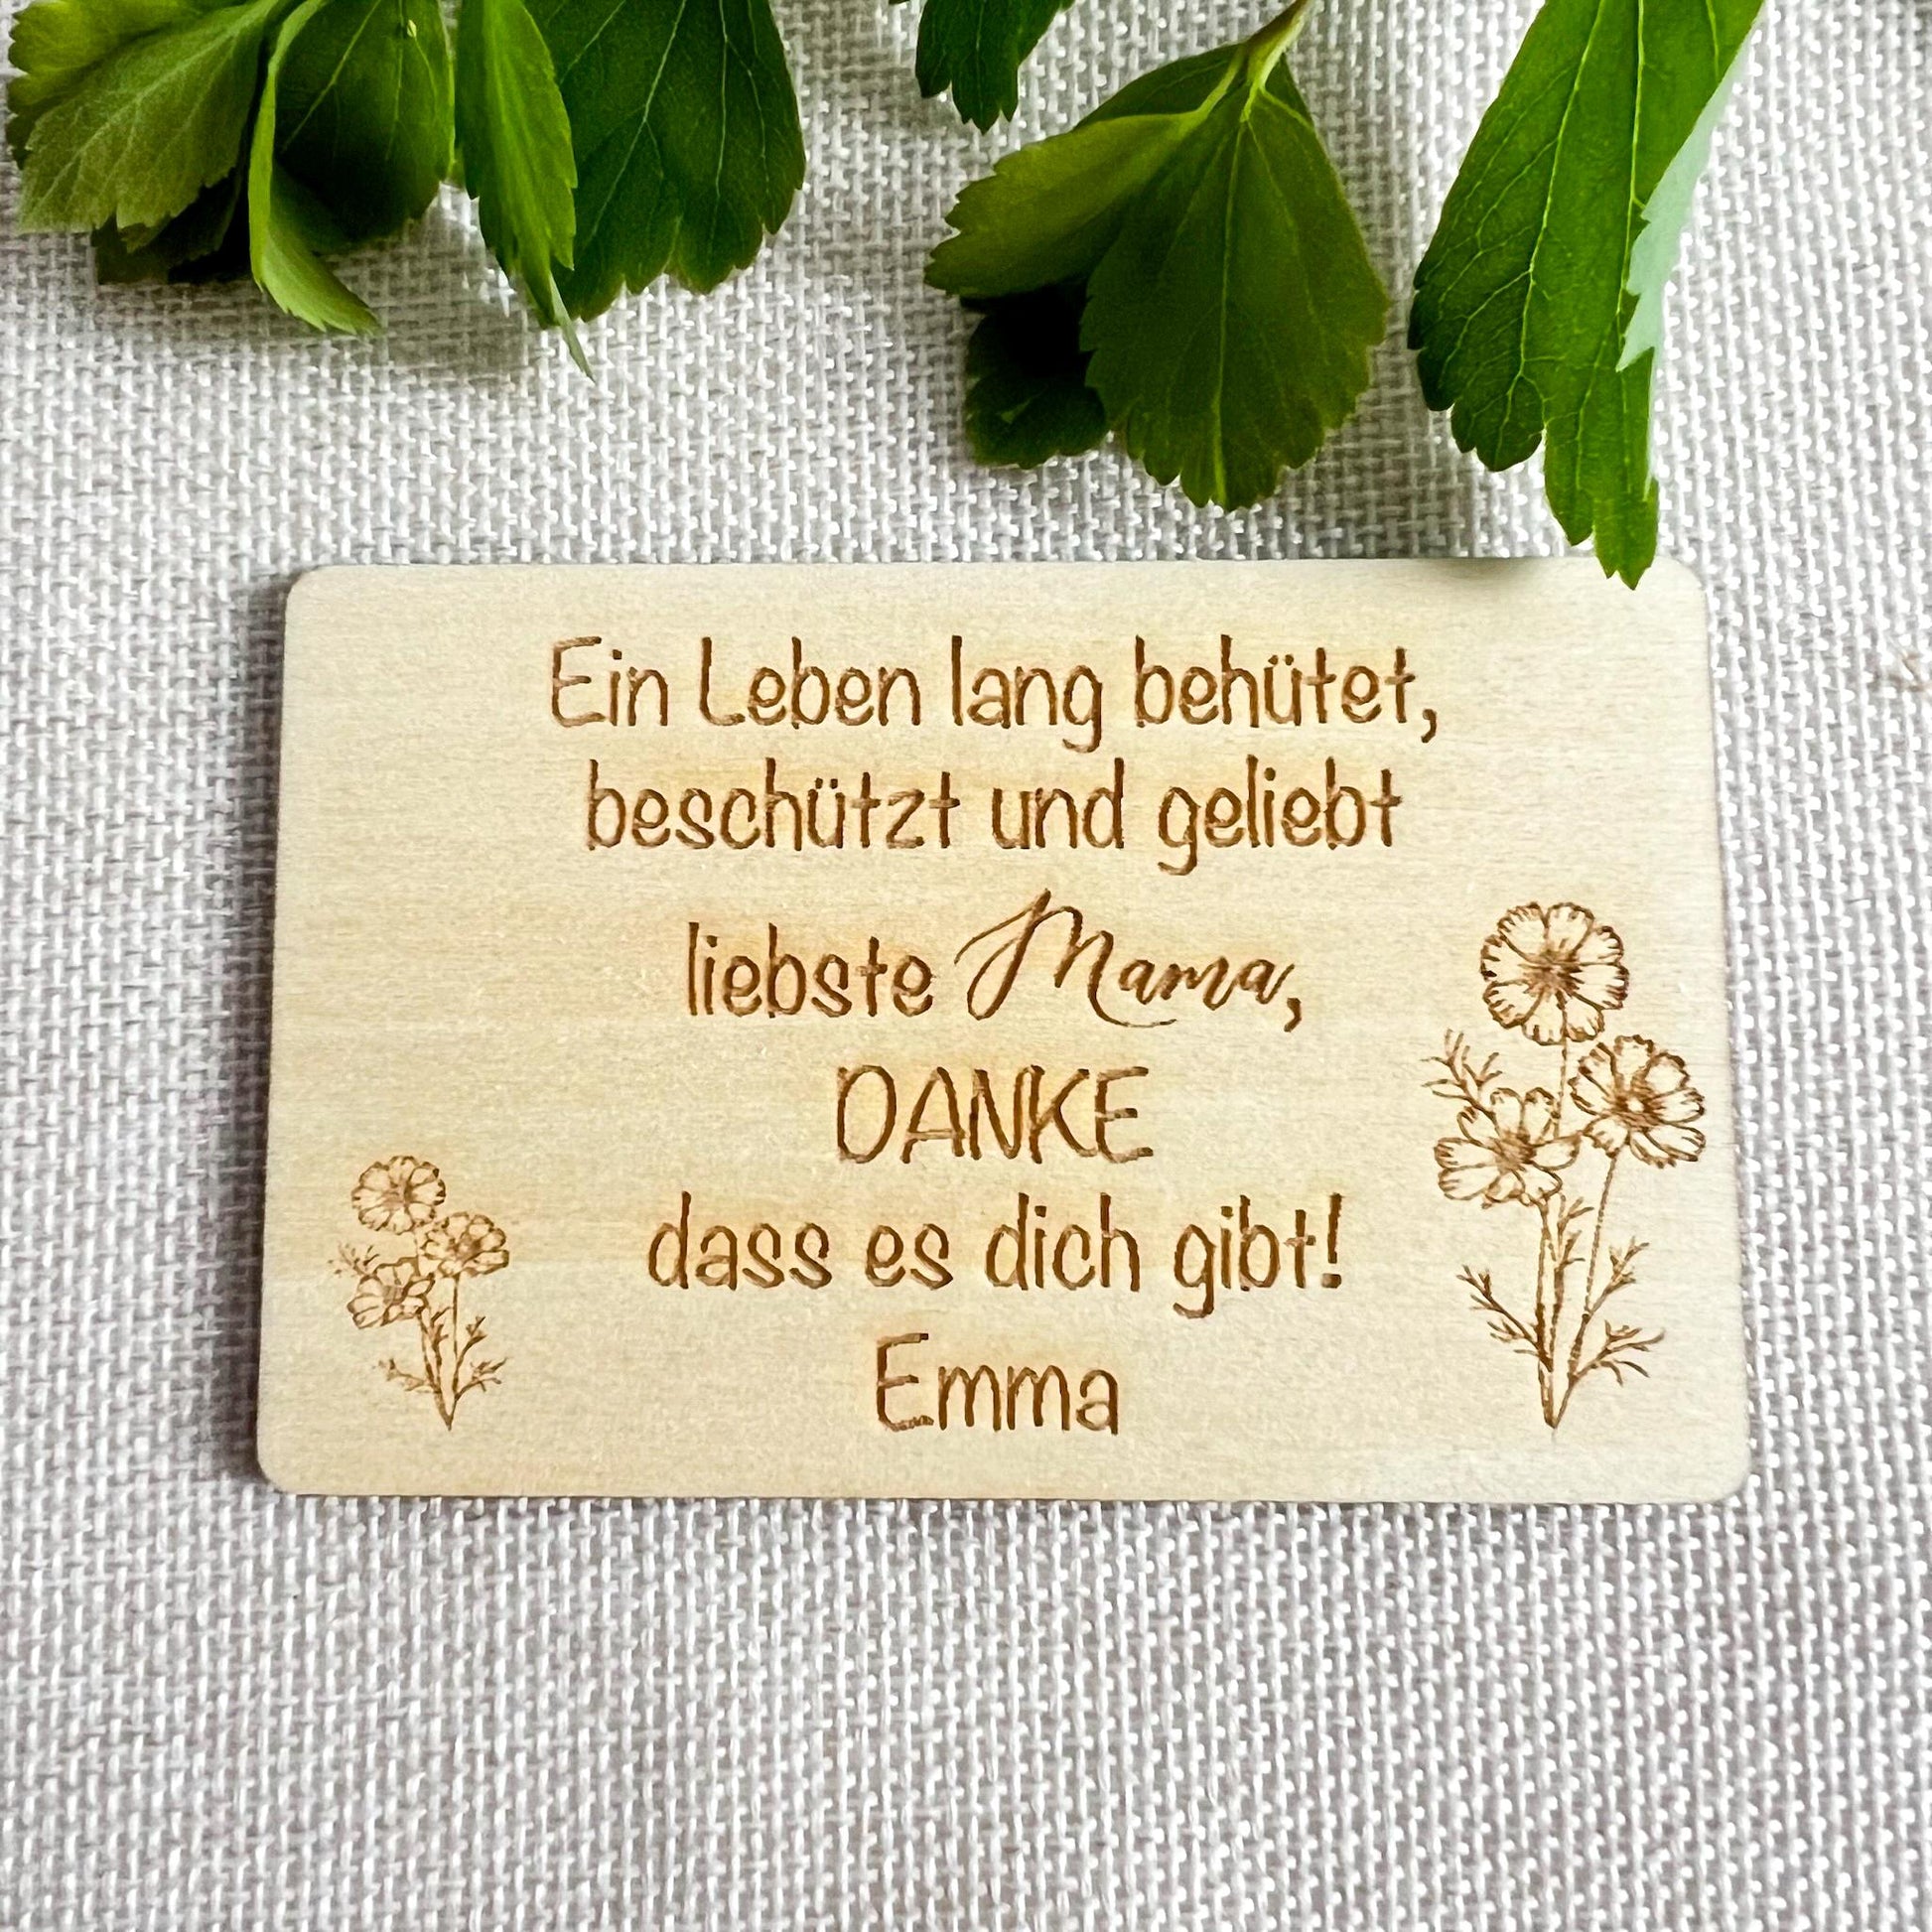 Ein Leben lang behütet,
beschützt und geliebt
liebste Mama,
DANKE
dass es dich gibt!
Emma